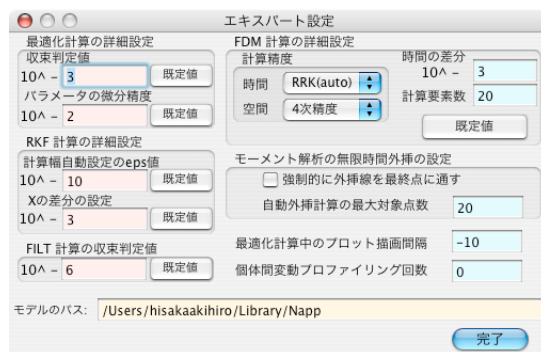 エキスパート設定
最適化計算の詳細設定
収束判定値
10^ − 3 既定値
パラメータの微分精度
10^ − 2 既定値
RKF 計算の詳細設定
計算幅自動設定のeps値
10^ − 10 既定値
Xの差分の設定
10^ − 3 既定値
FILT 計算の収束判定値
10^ − 6 既定値
FDM 計算の詳細設定
計算精度
時間 RRK(auto)
空間 4次精度
時間の差分
10^ − 3
計算要素数 20
既定値
モーメント解析の無限時間外挿の設定
強制的に外挿線を最終点に通す
自動外挿計算の最大対象点数 20
最適化計算中のプロット描画間隔 −10
個体間変動プロファイリング回数 0
モデルのパス: /Users/hisakaakihiro/Library/Napp
完了